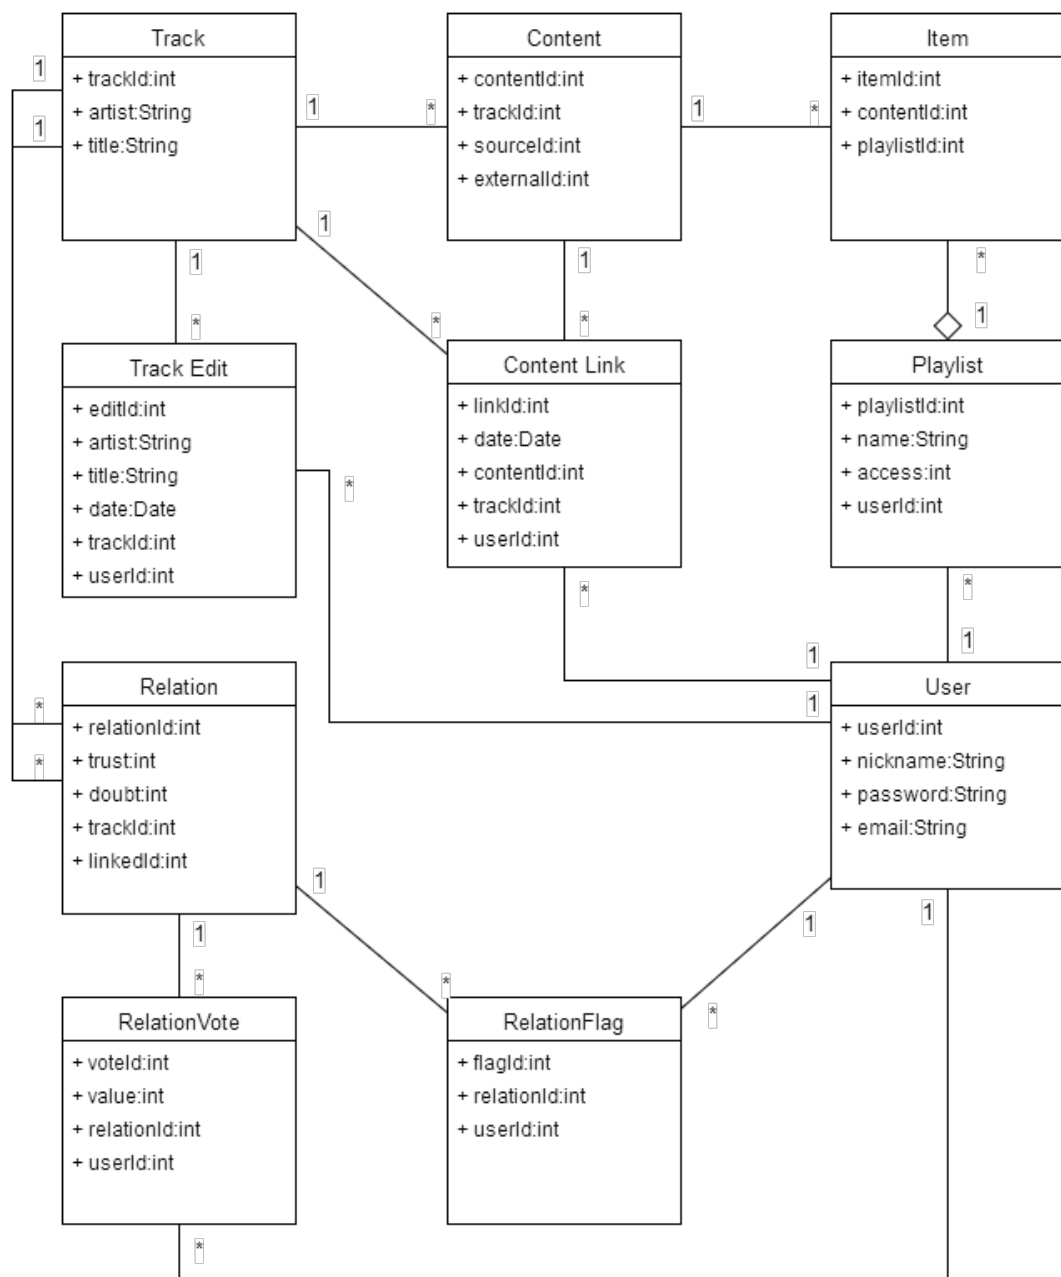 Track
+ trackId:int
+ artist:String
+ title:String
1
1
1
*
Content
+ contentId:int
+ trackId:int
+ sourceId:int
+ externalId:int
1
*
Item
+ itemId:int
+ contentId:int
+ playlistId:int
1
*
1
*
1
*
*
1
Track Edit
+ editId:int
+ artist:String
+ title:String
+ date:Date
+ trackId:int
+ userId:int
*
Content Link
+ linkId:int
+ date:Date
+ contentId:int
+ trackId:int
+ userId:int
*
Playlist
+ playlistId:int
+ name:String
+ access:int
+ userId:int
*
1
1
1
Relation
+ relationId:int
+ trust:int
+ doubt:int
+ trackId:int
+ linkedId:int
*
*
User
+ userId:int
+ nickname:String
+ password:String
+ email:String
1
*
1
*
1
*
1
RelationVote
+ voteId:int
+ value:int
+ relationId:int
+ userId:int
*
RelationFlag
+ flagId:int
+ relationId:int
+ userId:int